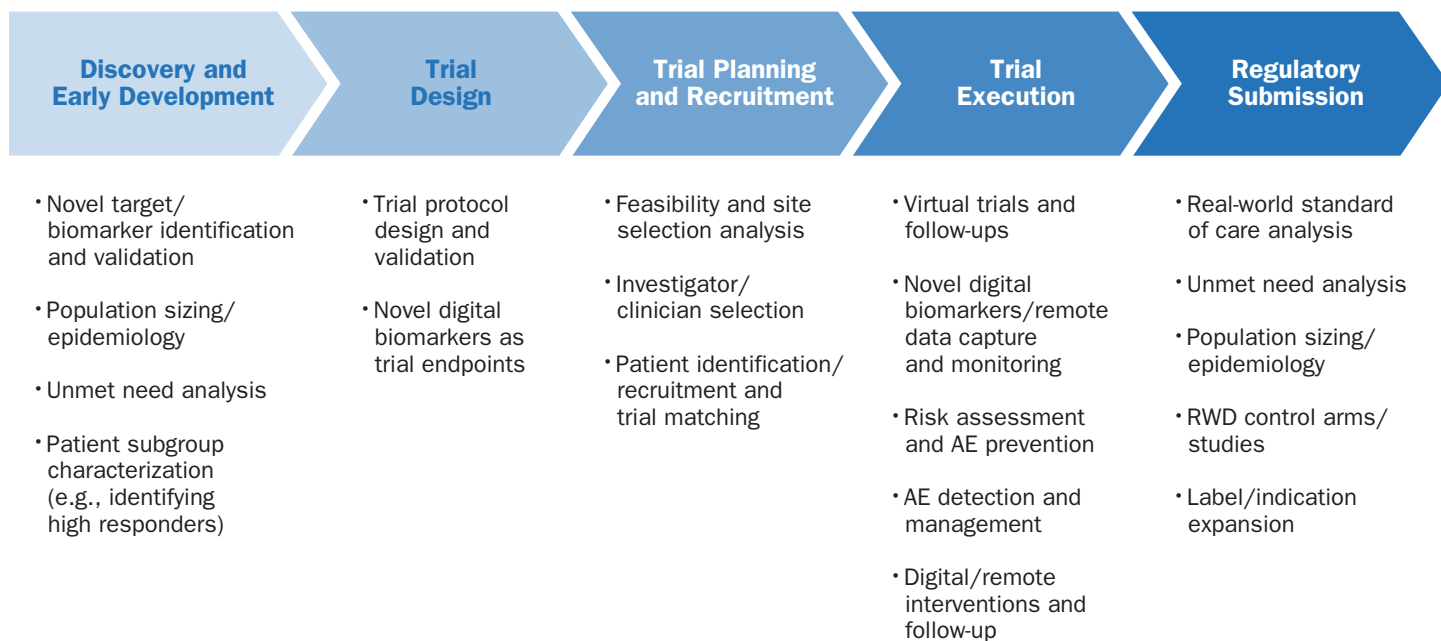 Discovery and
Early Development
Trial
Design
Trial Planning
and Recruitment
Trial
Execution
Regulatory
Submission
· Novel target/
biomarker identification
and validation
· Population sizing/
epidemiology
· Unmet need analysis
· Patient subgroup
characterization
(e.g., identifying
high responders)
· Trial protocol
design and
validation
· Novel digital
biomarkers as
trial endpoints
· Feasibility and site
selection analysis
· Investigator/
clinician selection
· Patient identification/
recruitment and
trial matching
· Virtual trials and
follow-ups
· Novel digital
biomarkers/remote
data capture
and monitoring
· Risk assessment
and AE prevention
· AE detection and
management
· Digital/remote
interventions and
follow-up
· Real-world standard
of care analysis
· Unmet need analysis
· Population sizing/
epidemiology
· RWD control arms/
studies
· Label/indication
expansion